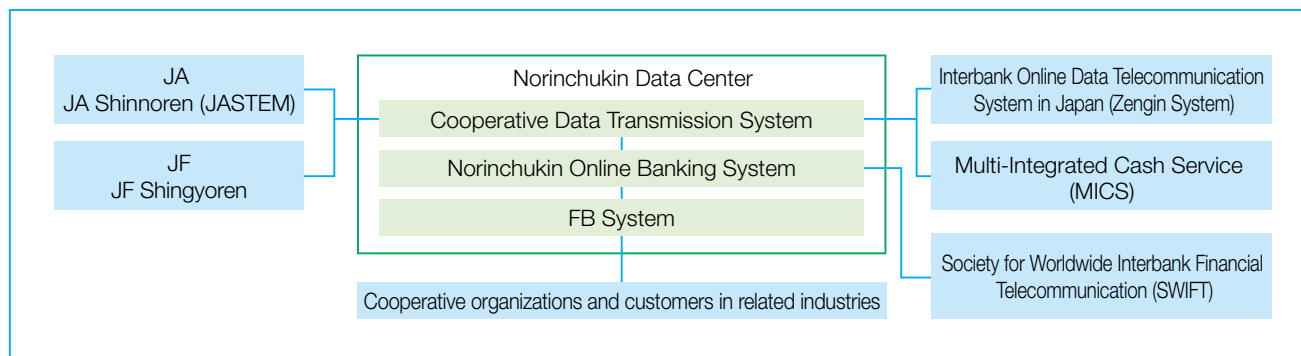 JA
JA Shinnoren (JASTEM)
JF
JF Shingyoren
Norinchukin Data Center
Cooperative Data Transmission System
Norinchukin Online Banking System
FB System
Cooperative organizations and customers in related industries
Interbank Online Data Telecommunication
System in Japan (Zengin System)
Multi-Integrated Cash Service
(MICS)
Society for Worldwide Interbank Financial
Telecommunication (SWIFT)